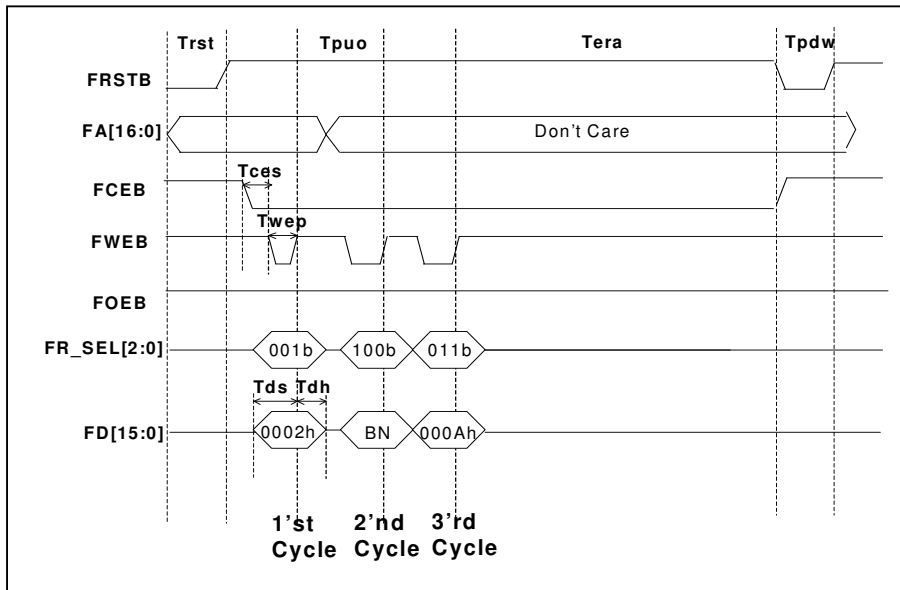 Trst Tpuo Tera Tpdw
FRSTB
FA[16:0] Don't Care
Tces
FCEB
Twep
FWEB
FOEB
FR_SEL[2:0] 001b 100b 011b
Tds Tdh
FD[15:0] 0002h BN 000Ah
1'st 2'nd 3'rd
Cycle Cycle Cycle